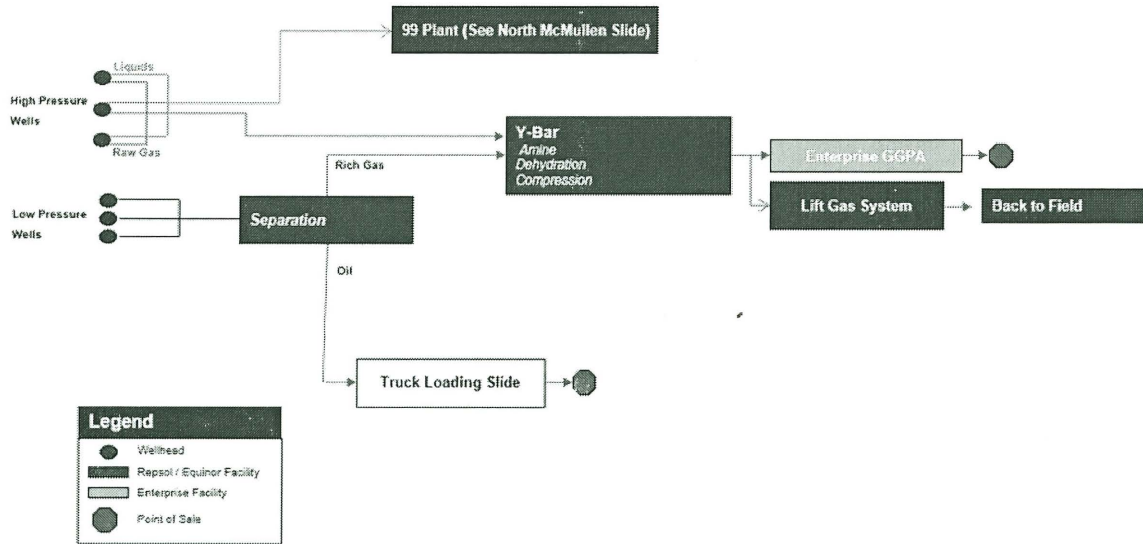 99 Plant (See North McMullen Slide)
Liquids
High Pressure
Wells
Raw Gas
Y-Bar
Amine
Dehydration
Compression
Enterprise GGPA
Rich Gas
Lift Gas System
Back to Field
Low Pressure
Wells
Separation
Oil
Truck Loading Slide
Legend
Wellhead
Repsol / Equinor Facility
Enterprise Facility
Point of Sale